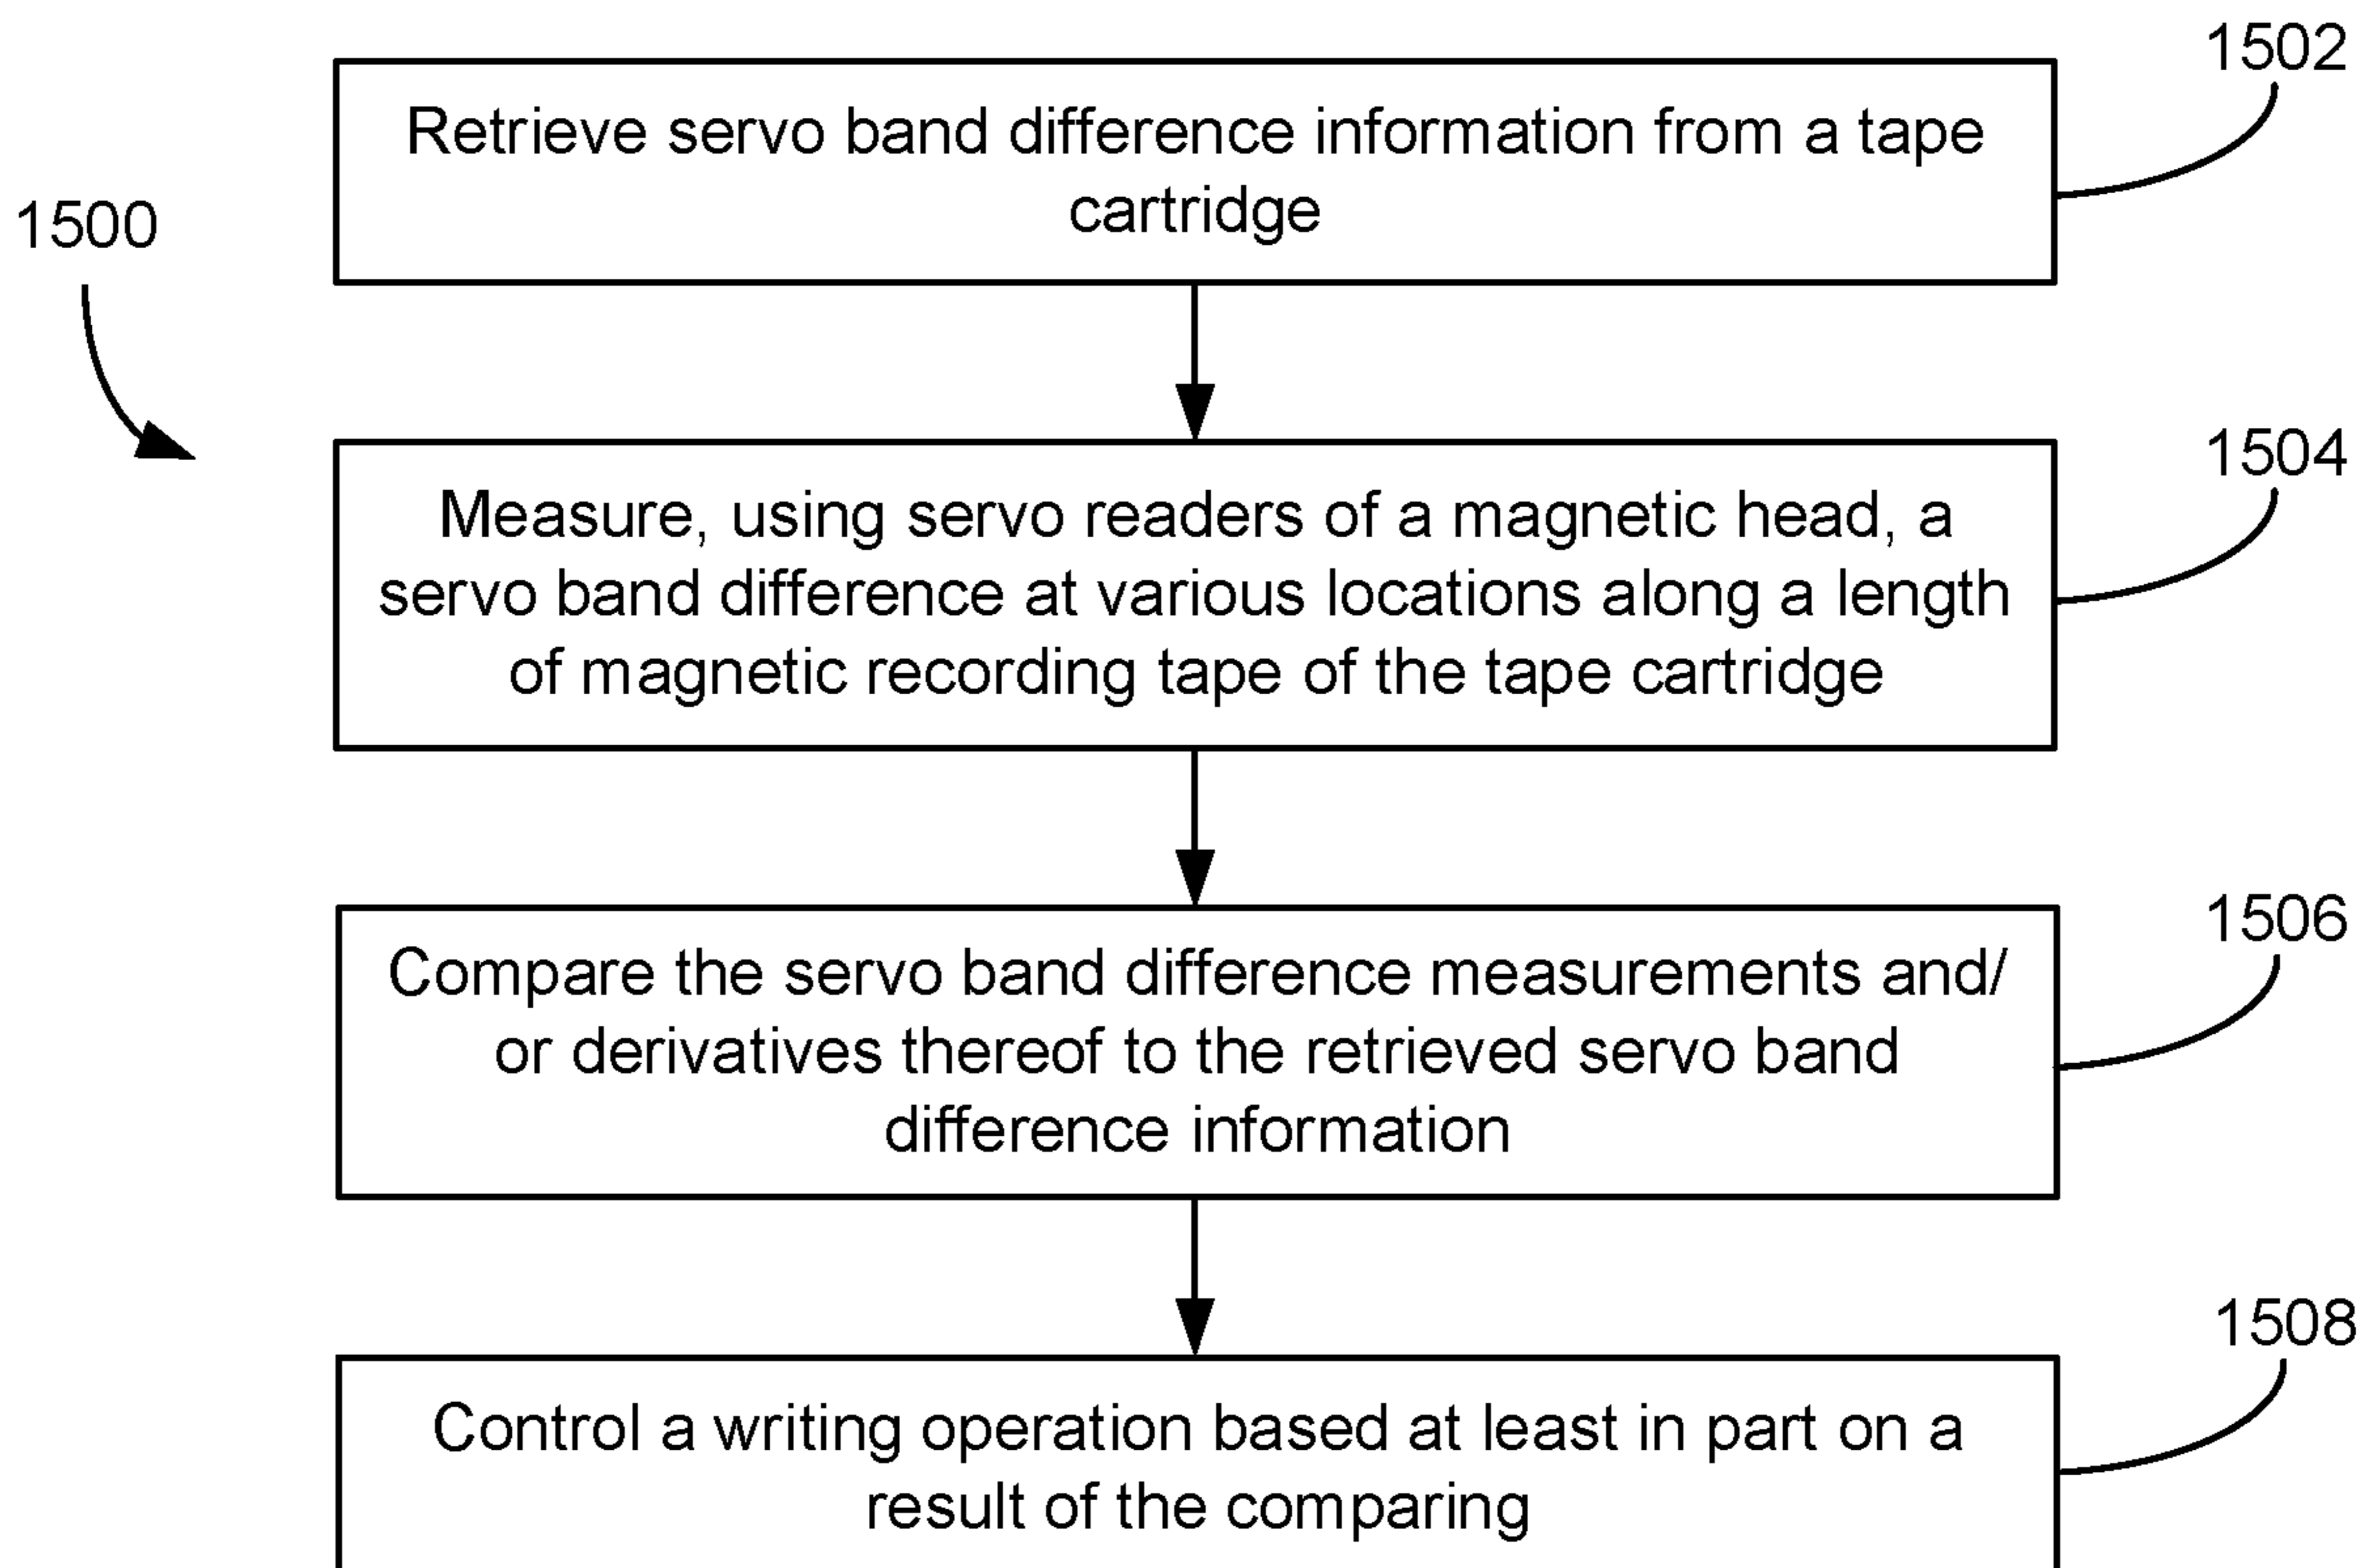 1502
Retrieve servo band difference information from a tape
cartridge
1500
1504
Measure, using servo readers of a magnetic head, a
servo band difference at various locations along a length
of magnetic recording tape of the tape cartridge
1506
Compare the servo band difference measurements and/
or derivatives thereof to the retrieved servo band
difference information
1508
Control a writing operation based at least in part on a
result of the comparing